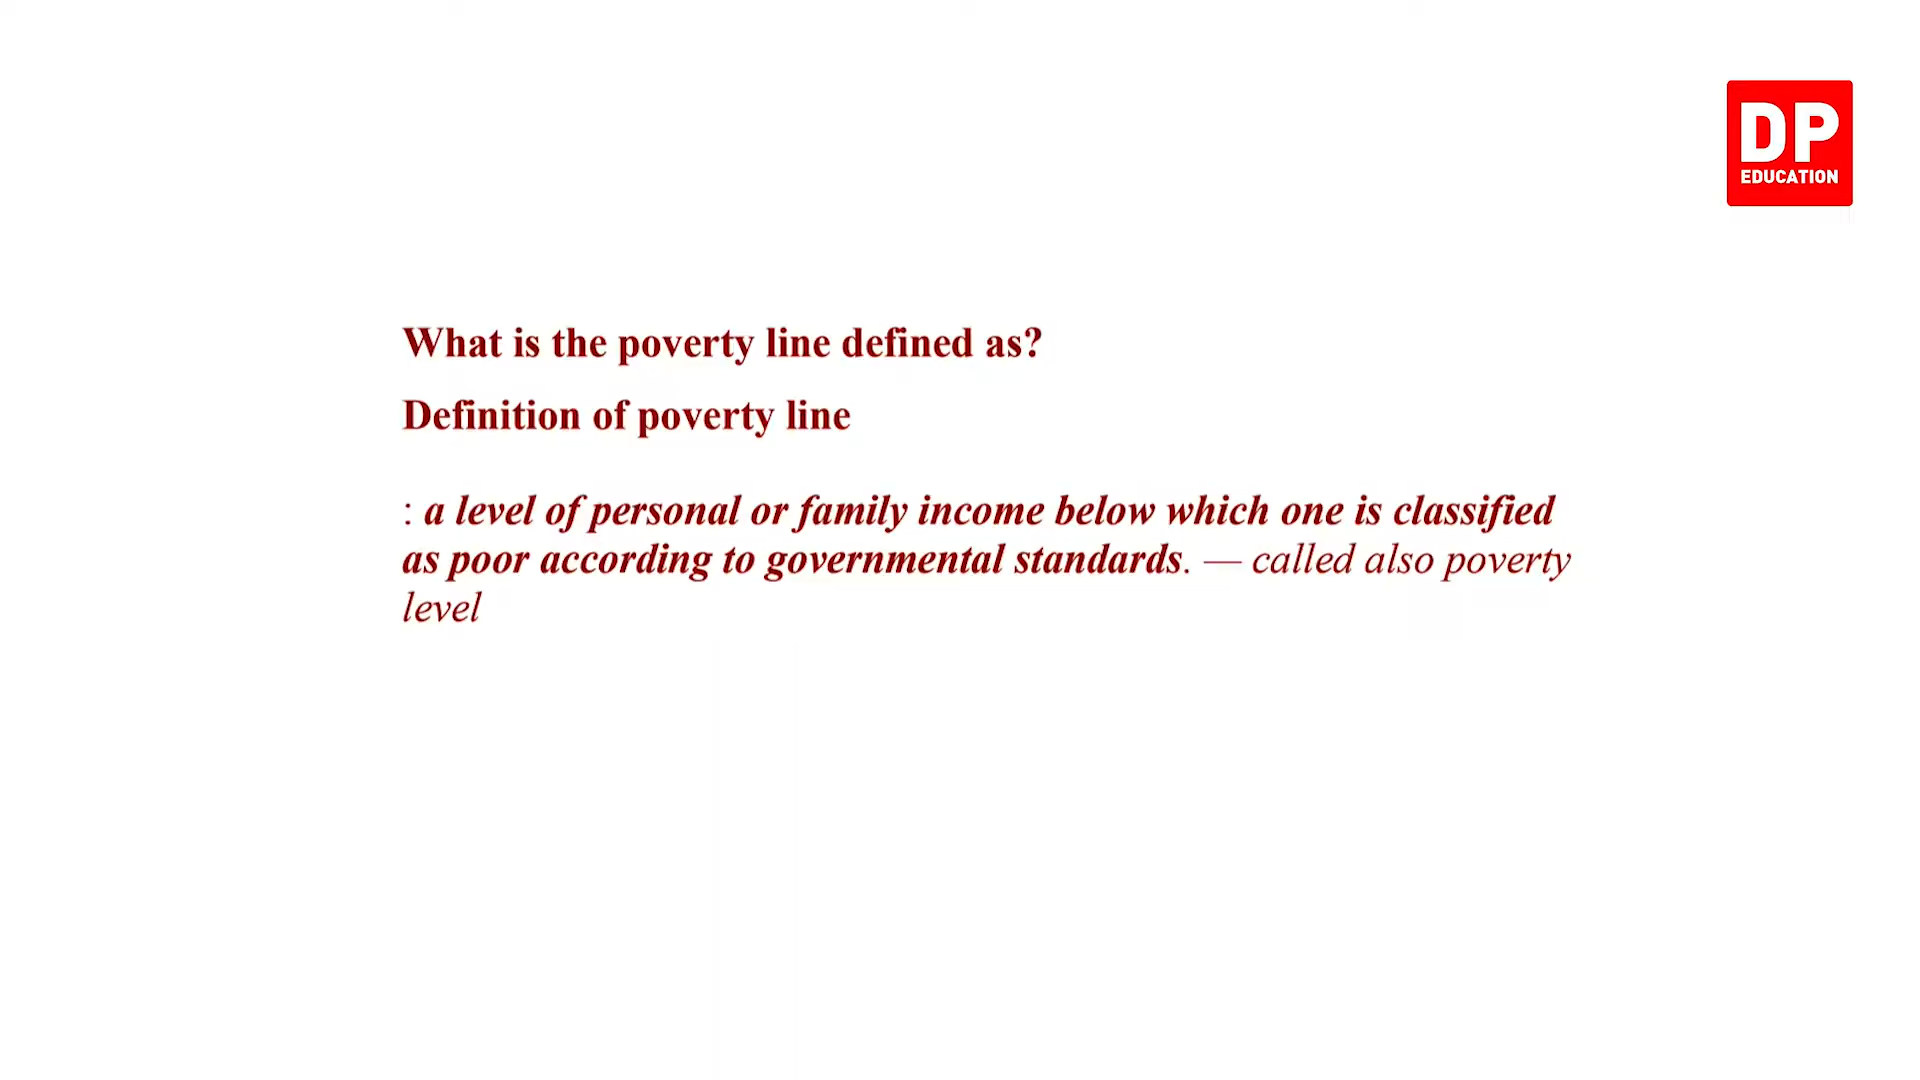 DP
EDUCATION
What is the poverty line defined as?
Definition of poverty line
: a level of personal or family income below which one is classified
as poor according to governmental standards. — called also poverty
level